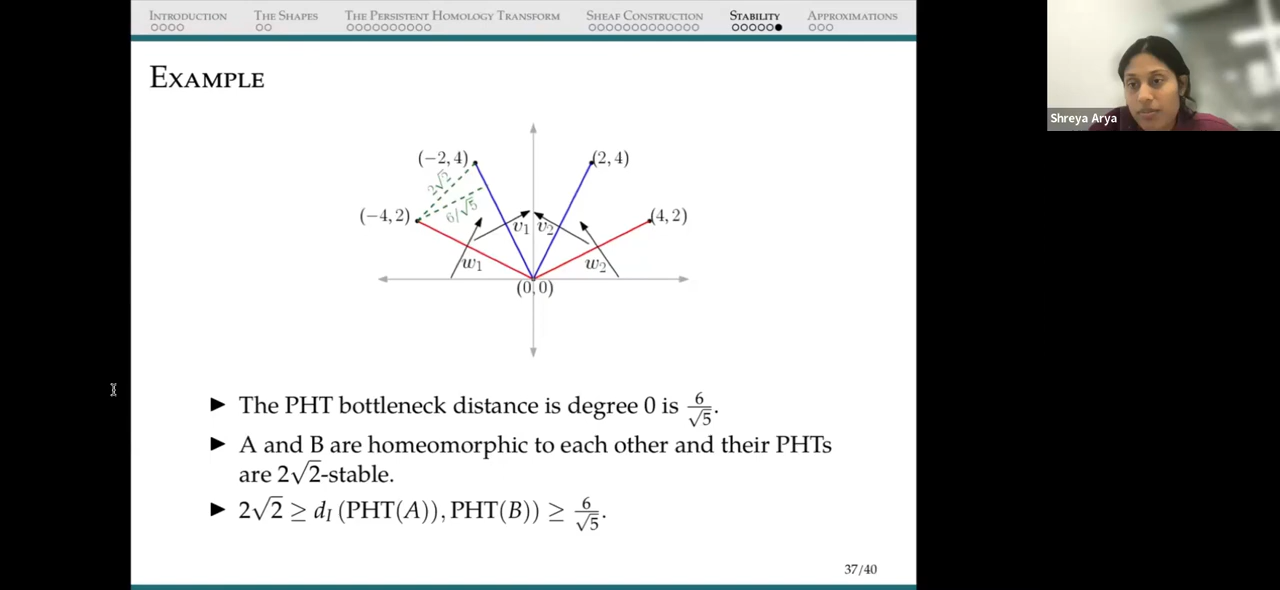 Introduction The Shapes The Persistent Homology Transform Sheaf Construction Stability Approximations
Example
(−2, 4)
(2, 4)
2√2
6/√5
(−4, 2)
(4, 2)
v₁ v₂
w₁ w₂
(0, 0)
▶ The PHT bottleneck distance is degree 0 is 6/√5.
▶ A and B are homeomorphic to each other and their PHTs
are 2√2-stable.
▶ 2√2 ≥ d_I (PHT(A)), PHT(B)) ≥ 6/√5.
37/40
Shreya Arya